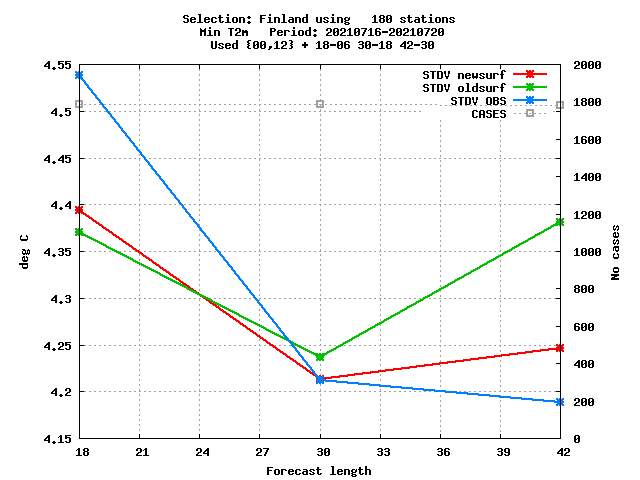 Selection: Finland using   180 stations
Min T2m   Period: 20210716-20210720
Used {00,12} + 18-06 30-18 42-30
STDV newsurf
STDV oldsurf
STDV OBS
CASES
deg C
4.55
4.5
4.45
4.4
4.35
4.3
4.25
4.2
4.15
2000
1800
1600
1400
1200
1000
800
600
400
200
0
No cases
18 21 24 27 30 33 36 39 42
Forecast length